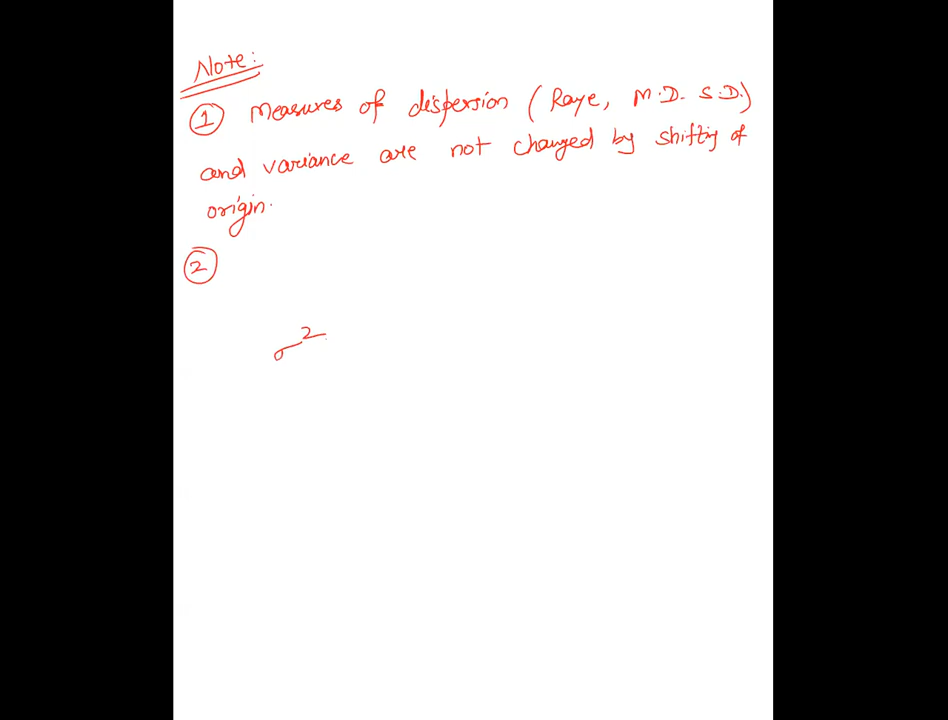 Note:
① Measures of dispersion (Range, M.D. S.D.)
and variance are not changed by shifting of
origin.
②
σ²